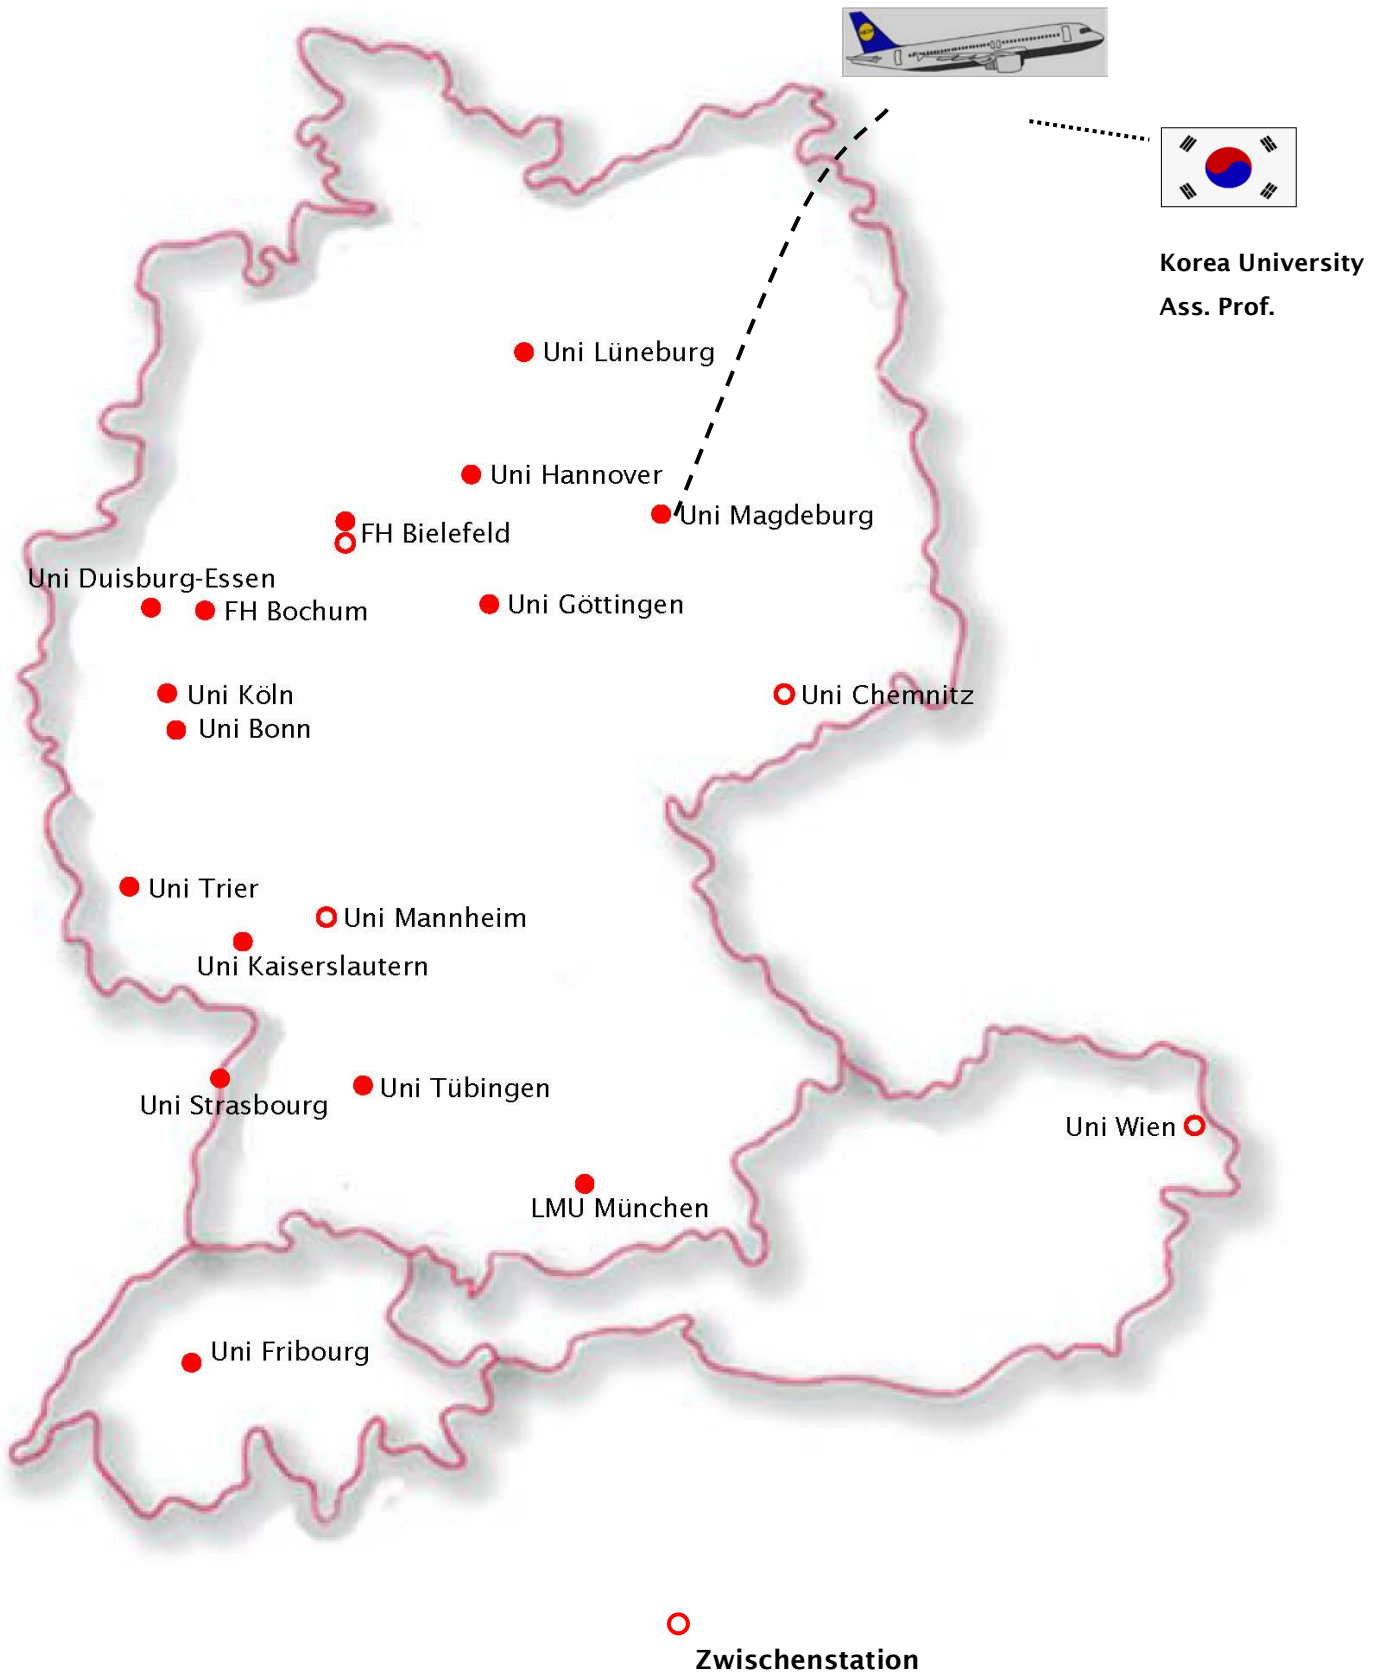 Korea University
Ass. Prof.
Uni Lüneburg
Uni Hannover
Uni Magdeburg
FH Bielefeld
Uni Duisburg-Essen
FH Bochum
Uni Göttingen
Uni Köln
Uni Chemnitz
Uni Bonn
Uni Trier
Uni Mannheim
Uni Kaiserslautern
Uni Tübingen
Uni Strasbourg
Uni Wien
LMU München
Uni Fribourg
Zwischenstation